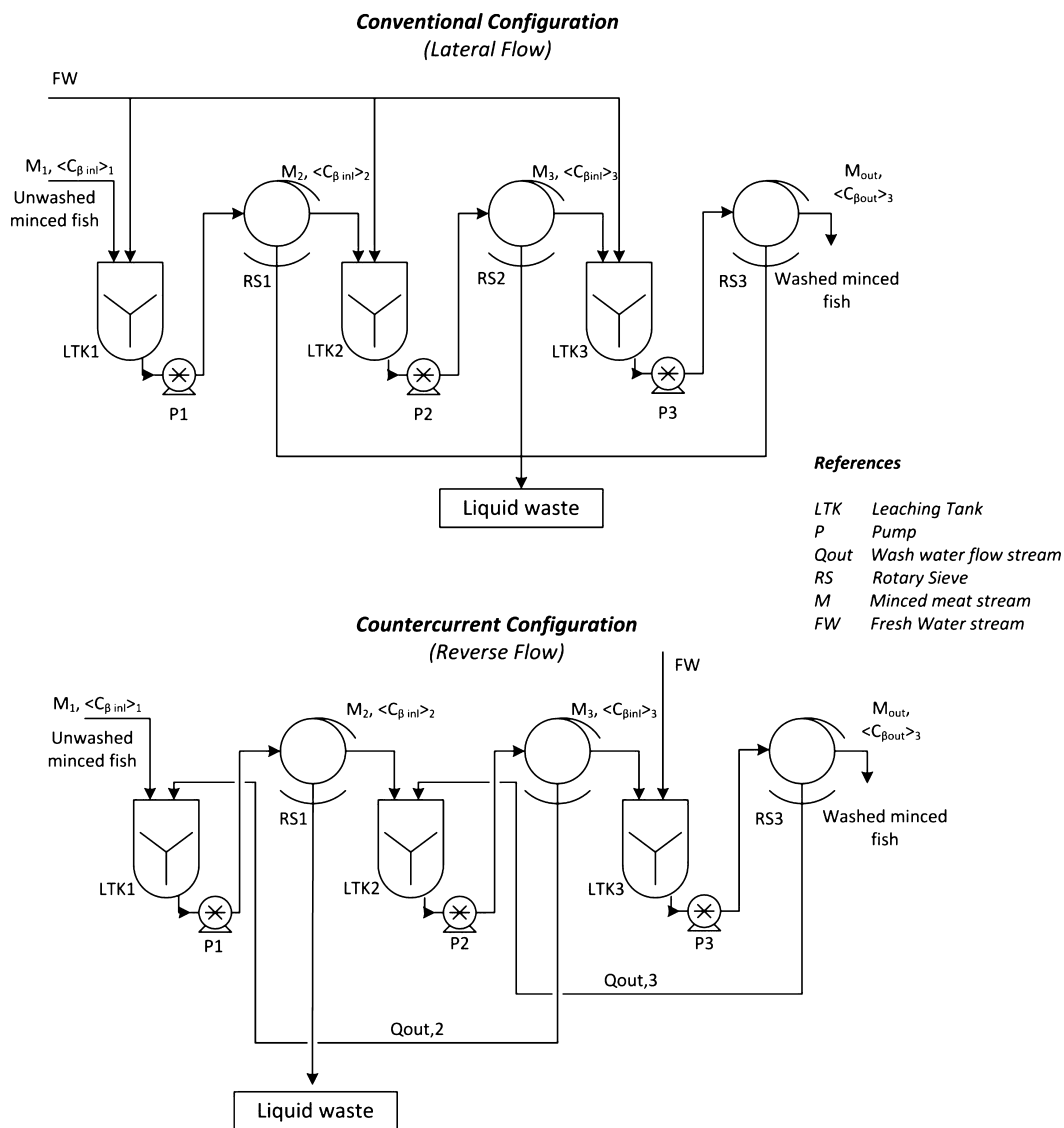 Conventional Configuration
(Lateral Flow)
FW
M1, <Cβ inl>1
Unwashed
minced fish
M2, <Cβ inl>2
M3, <Cβinl>3
Mout,
<Cβout>3
RS1
RS2
RS3
Washed minced
fish
LTK1
LTK2
LTK3
P1
P2
P3
Liquid waste
References
LTK Leaching Tank
P Pump
Qout Wash water flow stream
RS Rotary Sieve
M Minced meat stream
FW Fresh Water stream
Countercurrent Configuration
(Reverse Flow)
FW
M1, <Cβ inl>1
Unwashed
minced fish
M2, <Cβ inl>2
M3, <Cβinl>3
Mout,
<Cβout>3
RS1
RS3
Washed minced
fish
LTK1
LTK2
LTK3
P1
P2
P3
Qout,3
Qout,2
Liquid waste